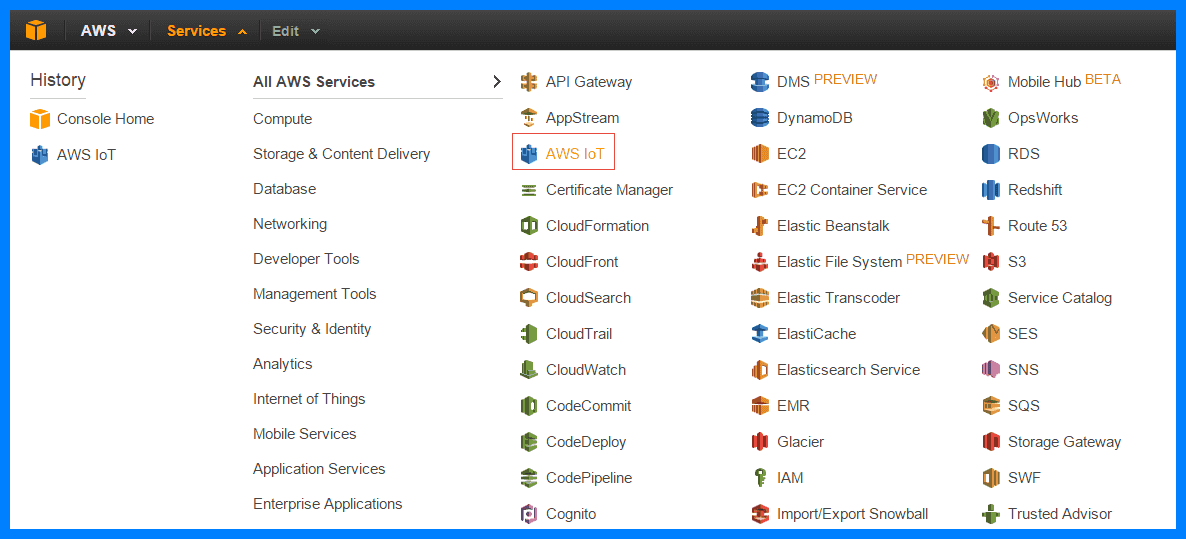 AWS Services Edit
History
Console Home
AWS IoT
All AWS Services
Compute
Storage & Content Delivery
Database
Networking
Developer Tools
Management Tools
Security & Identity
Analytics
Internet of Things
Mobile Services
Application Services
Enterprise Applications
API Gateway
AppStream
AWS IoT
Certificate Manager
CloudFormation
CloudFront
CloudSearch
CloudTrail
CloudWatch
CodeCommit
CodeDeploy
CodePipeline
Cognito
DMS PREVIEW
DynamoDB
EC2
EC2 Container Service
Elastic Beanstalk
Elastic File System PREVIEW
Elastic Transcoder
ElastiCache
Elasticsearch Service
EMR
Glacier
IAM
Import/Export Snowball
Mobile Hub BETA
OpsWorks
RDS
Redshift
Route 53
S3
Service Catalog
SES
SNS
SQS
Storage Gateway
SWF
Trusted Advisor